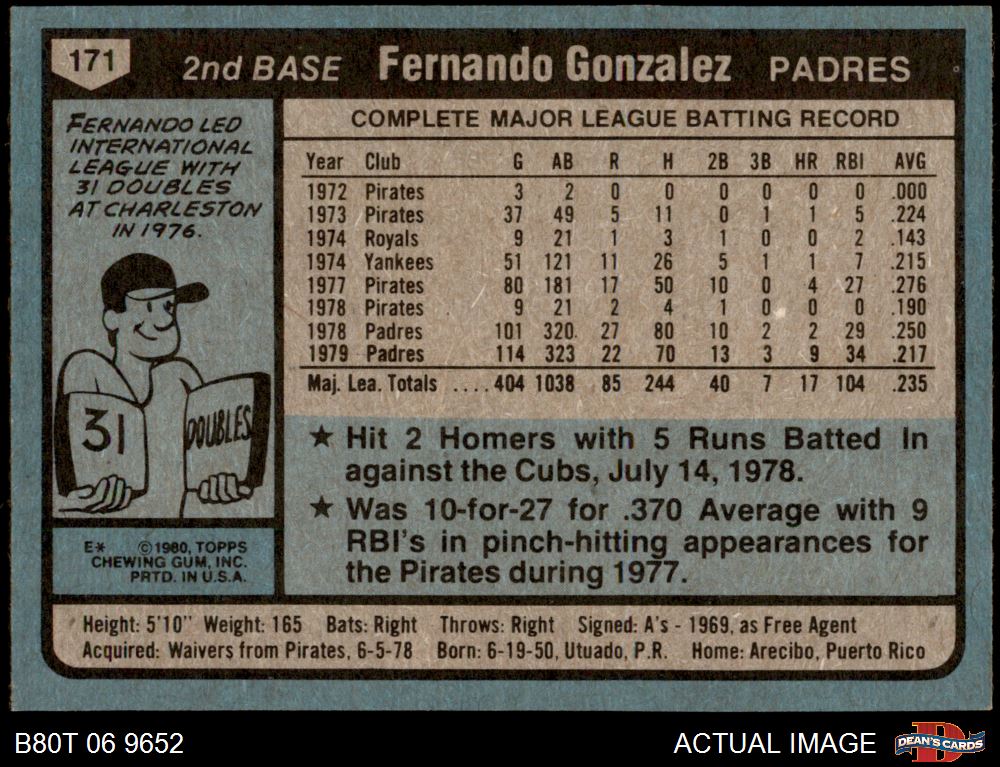 171
2nd BASE Fernando Gonzalez PADRES
FERNANDO LED
INTERNATIONAL
LEAGUE WITH
31 DOUBLES
AT CHARLESTON
IN 1976.
31 DOUBLES
E* ©1980, TOPPS
CHEWING GUM, INC.
PRTD. IN U.S.A.
COMPLETE MAJOR LEAGUE BATTING RECORD
Year Club G AB R H 2B 3B HR RBI AVG
1972 Pirates 3 2 0 0 0 0 0 0 .000
1973 Pirates 37 49 5 11 0 1 1 5 .224
1974 Royals 9 21 1 3 1 0 0 2 .143
1974 Yankees 51 121 11 26 5 1 1 7 .215
1977 Pirates 80 181 17 50 10 0 4 27 .276
1978 Pirates 9 21 2 4 1 0 0 0 .190
1978 Padres 101 320 27 80 10 2 2 29 .250
1979 Padres 114 323 22 70 13 3 9 34 .217
Maj. Lea. Totals ....404 1038 85 244 40 7 17 104 .235
★ Hit 2 Homers with 5 Runs Batted In
against the Cubs, July 14, 1978.
★ Was 10-for-27 for .370 Average with 9
RBI's in pinch-hitting appearances for
the Pirates during 1977.
Height: 5'10" Weight: 165 Bats: Right Throws: Right Signed: A's - 1969, as Free Agent
Acquired: Waivers from Pirates, 6-5-78 Born: 6-19-50, Utuado, P.R. Home: Arecibo, Puerto Rico
B80T 06 9652 ACTUAL IMAGE DEAN'S CARDS